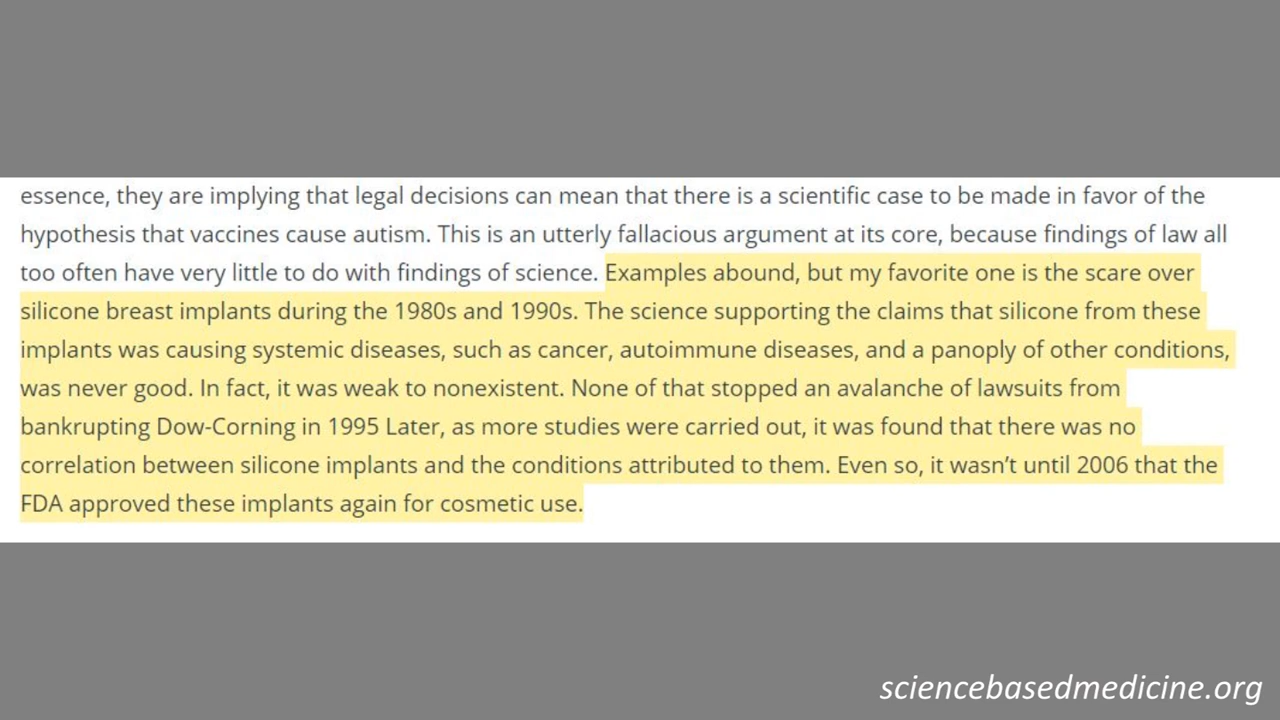 essence, they are implying that legal decisions can mean that there is a scientific case to be made in favor of the
hypothesis that vaccines cause autism. This is an utterly fallacious argument at its core, because findings of law all
too often have very little to do with findings of science. Examples abound, but my favorite one is the scare over
silicone breast implants during the 1980s and 1990s. The science supporting the claims that silicone from these
implants was causing systemic diseases, such as cancer, autoimmune diseases, and a panoply of other conditions,
was never good. In fact, it was weak to nonexistent. None of that stopped an avalanche of lawsuits from
bankrupting Dow-Corning in 1995 Later, as more studies were carried out, it was found that there was no
correlation between silicone implants and the conditions attributed to them. Even so, it wasn’t until 2006 that the
FDA approved these implants again for cosmetic use.
sciencebasedmedicine.org